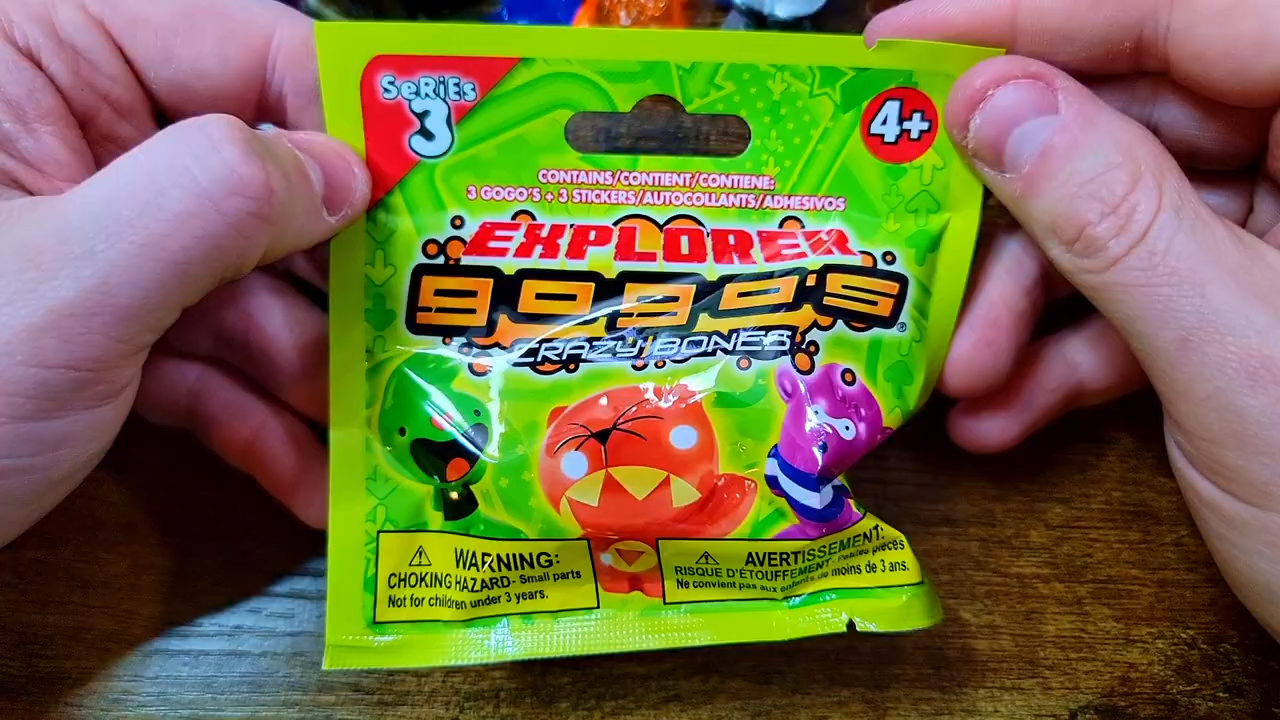 SeRiEs
3
4+
CONTAINS/CONTIENT/CONTIENE:
3 GOGO'S + 3 STICKERS/AUTOCOLLANTS/ADHESIVOS
EXPLORER
gogo's
CRAZY BONES
®
WARNING:
CHOKING HAZARD- Small parts
Not for children under 3 years.
AVERTISSEMENT:
RISQUE D'ÉTOUFFEMENT- Petites pièces
Ne convient pas aux enfants de moins de 3 ans.